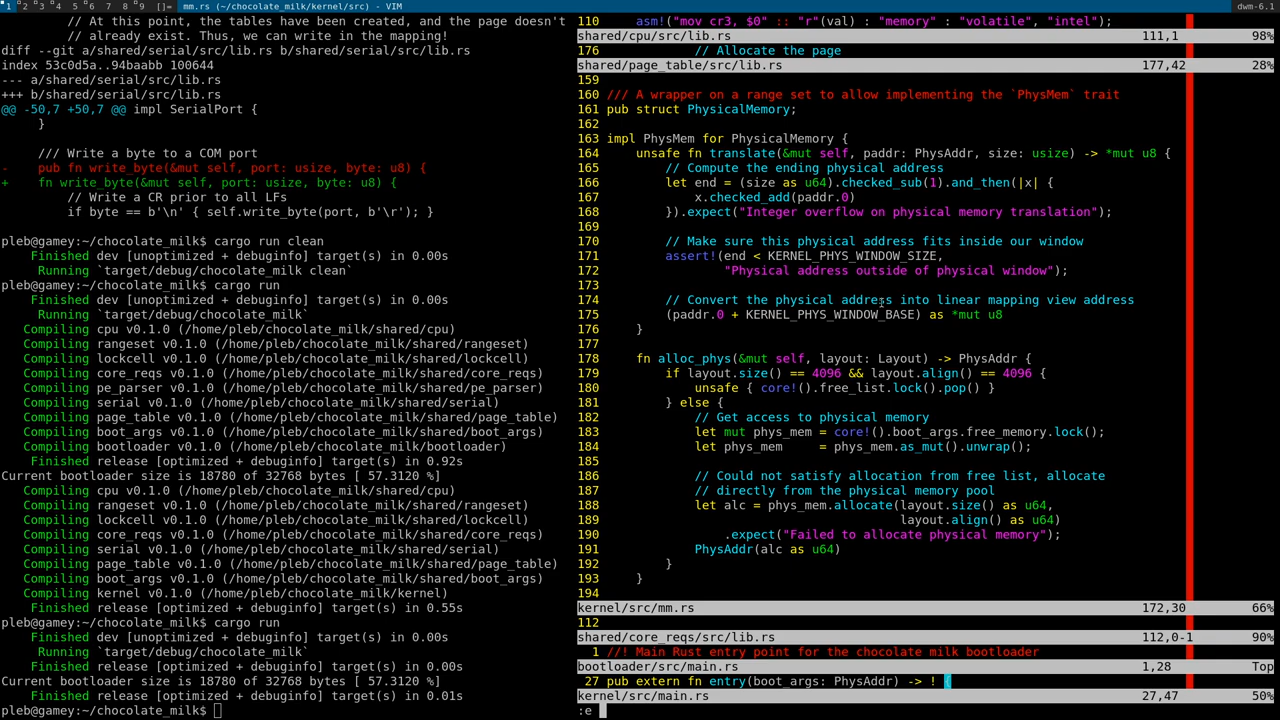 1 2 3 4 5 6 7 8 9 []= mm.rs (~/chocolate_milk/kernel/src) - VIM dwm-6.1
// At this point, the tables have been created, and the page doesn't
// already exist. Thus, we can write in the mapping!
diff --git a/shared/serial/src/lib.rs b/shared/serial/src/lib.rs
index 53c0d5a..94baabb 100644
--- a/shared/serial/src/lib.rs
+++ b/shared/serial/src/lib.rs
@@ -50,7 +50,7 @@ impl SerialPort {
}
/// Write a byte to a COM port
- pub fn write_byte(&mut self, port: usize, byte: u8) {
+ fn write_byte(&mut self, port: usize, byte: u8) {
// Write a CR prior to all LFs
if byte == b'\n' { self.write_byte(port, b'\r'); }
pleb@gamey:~/chocolate_milk$ cargo run clean
Finished dev [unoptimized + debuginfo] target(s) in 0.00s
Running `target/debug/chocolate_milk clean`
pleb@gamey:~/chocolate_milk$ cargo run
Finished dev [unoptimized + debuginfo] target(s) in 0.00s
Running `target/debug/chocolate_milk`
Compiling cpu v0.1.0 (/home/pleb/chocolate_milk/shared/cpu)
Compiling rangeset v0.1.0 (/home/pleb/chocolate_milk/shared/rangeset)
Compiling lockcell v0.1.0 (/home/pleb/chocolate_milk/shared/lockcell)
Compiling core_reqs v0.1.0 (/home/pleb/chocolate_milk/shared/core_reqs)
Compiling pe_parser v0.1.0 (/home/pleb/chocolate_milk/shared/pe_parser)
Compiling serial v0.1.0 (/home/pleb/chocolate_milk/shared/serial)
Compiling page_table v0.1.0 (/home/pleb/chocolate_milk/shared/page_table)
Compiling boot_args v0.1.0 (/home/pleb/chocolate_milk/shared/boot_args)
Compiling bootloader v0.1.0 (/home/pleb/chocolate_milk/bootloader)
Finished release [optimized + debuginfo] target(s) in 0.92s
Current bootloader size is 18780 of 32768 bytes [ 57.3120 %]
Compiling cpu v0.1.0 (/home/pleb/chocolate_milk/shared/cpu)
Compiling rangeset v0.1.0 (/home/pleb/chocolate_milk/shared/rangeset)
Compiling lockcell v0.1.0 (/home/pleb/chocolate_milk/shared/lockcell)
Compiling core_reqs v0.1.0 (/home/pleb/chocolate_milk/shared/core_reqs)
Compiling serial v0.1.0 (/home/pleb/chocolate_milk/shared/serial)
Compiling page_table v0.1.0 (/home/pleb/chocolate_milk/shared/page_table)
Compiling boot_args v0.1.0 (/home/pleb/chocolate_milk/shared/boot_args)
Compiling kernel v0.1.0 (/home/pleb/chocolate_milk/kernel)
Finished release [optimized + debuginfo] target(s) in 0.55s
pleb@gamey:~/chocolate_milk$ cargo run
Finished dev [unoptimized + debuginfo] target(s) in 0.00s
Running `target/debug/chocolate_milk`
Finished release [optimized + debuginfo] target(s) in 0.00s
Current bootloader size is 18780 of 32768 bytes [ 57.3120 %]
Finished release [optimized + debuginfo] target(s) in 0.01s
pleb@gamey:~/chocolate_milk$
110 asm!("mov cr3, $0" :: "r"(val) : "memory" : "volatile", "intel");
shared/cpu/src/lib.rs 111,1 98%
176 // Allocate the page
shared/page_table/src/lib.rs 177,42 28%
159
160 /// A wrapper on a range set to allow implementing the `PhysMem` trait
161 pub struct PhysicalMemory;
162
163 impl PhysMem for PhysicalMemory {
164 unsafe fn translate(&mut self, paddr: PhysAddr, size: usize) -> *mut u8 {
165 // Compute the ending physical address
166 let end = (size as u64).checked_sub(1).and_then(|x| {
167 x.checked_add(paddr.0)
168 }).expect("Integer overflow on physical memory translation");
169
170 // Make sure this physical address fits inside our window
171 assert!(end < KERNEL_PHYS_WINDOW_SIZE,
172 "Physical address outside of physical window");
173
174 // Convert the physical address into linear mapping view address
175 (paddr.0 + KERNEL_PHYS_WINDOW_BASE) as *mut u8
176 }
177
178 fn alloc_phys(&mut self, layout: Layout) -> PhysAddr {
179 if layout.size() == 4096 && layout.align() == 4096 {
180 unsafe { core!().free_list.lock().pop() }
181 } else {
182 // Get access to physical memory
183 let mut phys_mem = core!().boot_args.free_memory.lock();
184 let phys_mem = phys_mem.as_mut().unwrap();
185
186 // Could not satisfy allocation from free list, allocate
187 // directly from the physical memory pool
188 let alc = phys_mem.allocate(layout.size() as u64,
189 layout.align() as u64)
190 .expect("Failed to allocate physical memory");
191 PhysAddr(alc as u64)
192 }
193 }
194
kernel/src/mm.rs 172,30 66%
112
shared/core_reqs/src/lib.rs 112,0-1 90%
1 //! Main Rust entry point for the chocolate milk bootloader
bootloader/src/main.rs 1,28 Top
27 pub extern fn entry(boot_args: PhysAddr) -> ! {
kernel/src/main.rs 27,47 50%
:e